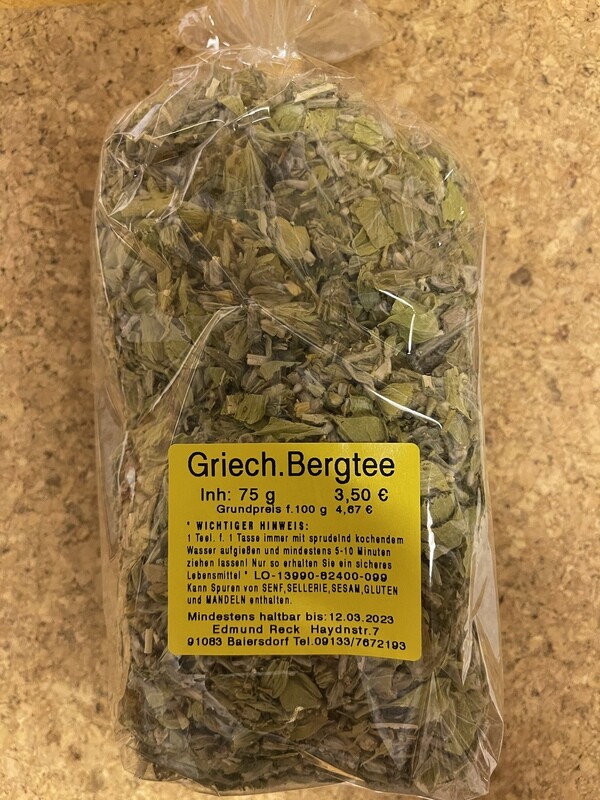 Griech.Bergtee
Inh: 75 g 3,50 €
Grundpreis f.100 g 4,67 €
* WICHTIGER HINWEIS:
1 Teel. f. 1 Tasse immer mit sprudelnd kochendem
Wasser aufgießen und mindestens 5-10 Minuten
ziehen lassen! Nur so erhalten Sie ein sicheres
Lebensmittel * LO-13990-82400-099
Kann Spuren von SENF,SELLERIE,SESAM,GLUTEN
und MANDELN enthalten.
Mindestens haltbar bis: 12.03.2023
Edmund Reck Haydnstr.7
91083 Baiersdorf Tel.09133/7672193